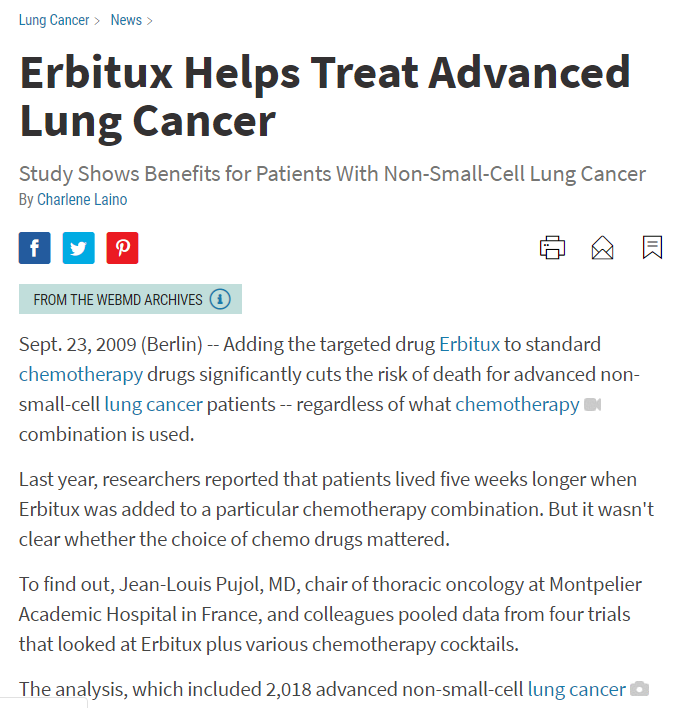 Lung Cancer > News >
Erbitux Helps Treat Advanced
Lung Cancer
Study Shows Benefits for Patients With Non-Small-Cell Lung Cancer
By Charlene Laino
FROM THE WEBMD ARCHIVES
Sept. 23, 2009 (Berlin) -- Adding the targeted drug Erbitux to standard
chemotherapy drugs significantly cuts the risk of death for advanced non-
small-cell lung cancer patients -- regardless of what chemotherapy
combination is used.
Last year, researchers reported that patients lived five weeks longer when
Erbitux was added to a particular chemotherapy combination. But it wasn't
clear whether the choice of chemo drugs mattered.
To find out, Jean-Louis Pujol, MD, chair of thoracic oncology at Montpelier
Academic Hospital in France, and colleagues pooled data from four trials
that looked at Erbitux plus various chemotherapy cocktails.
The analysis, which included 2,018 advanced non-small-cell lung cancer